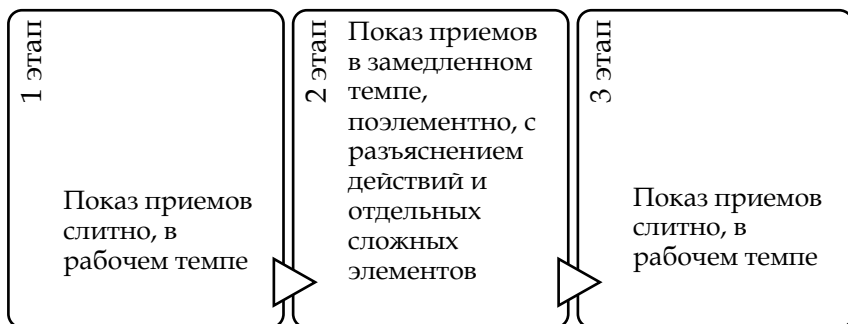 1 этап
Показ приемов
слитно, в
рабочем темпе
2 этап
Показ приемов
в замедленном
темпе,
поэлементно, с
разъяснением
действий и
отдельных
сложных
элементов
3 этап
Показ приемов
слитно, в
рабочем темпе